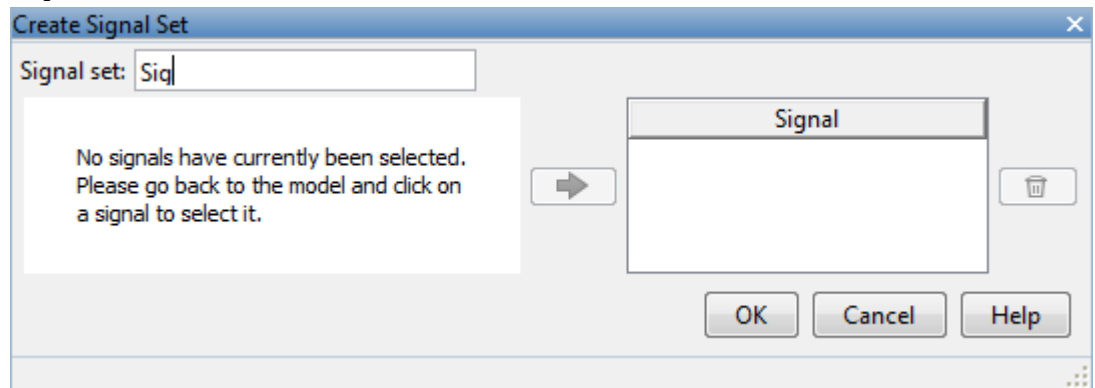 Create Signal Set
Signal set: Sig
Signal
No signals have currently been selected.
Please go back to the model and click on
a signal to select it.
OK Cancel Help